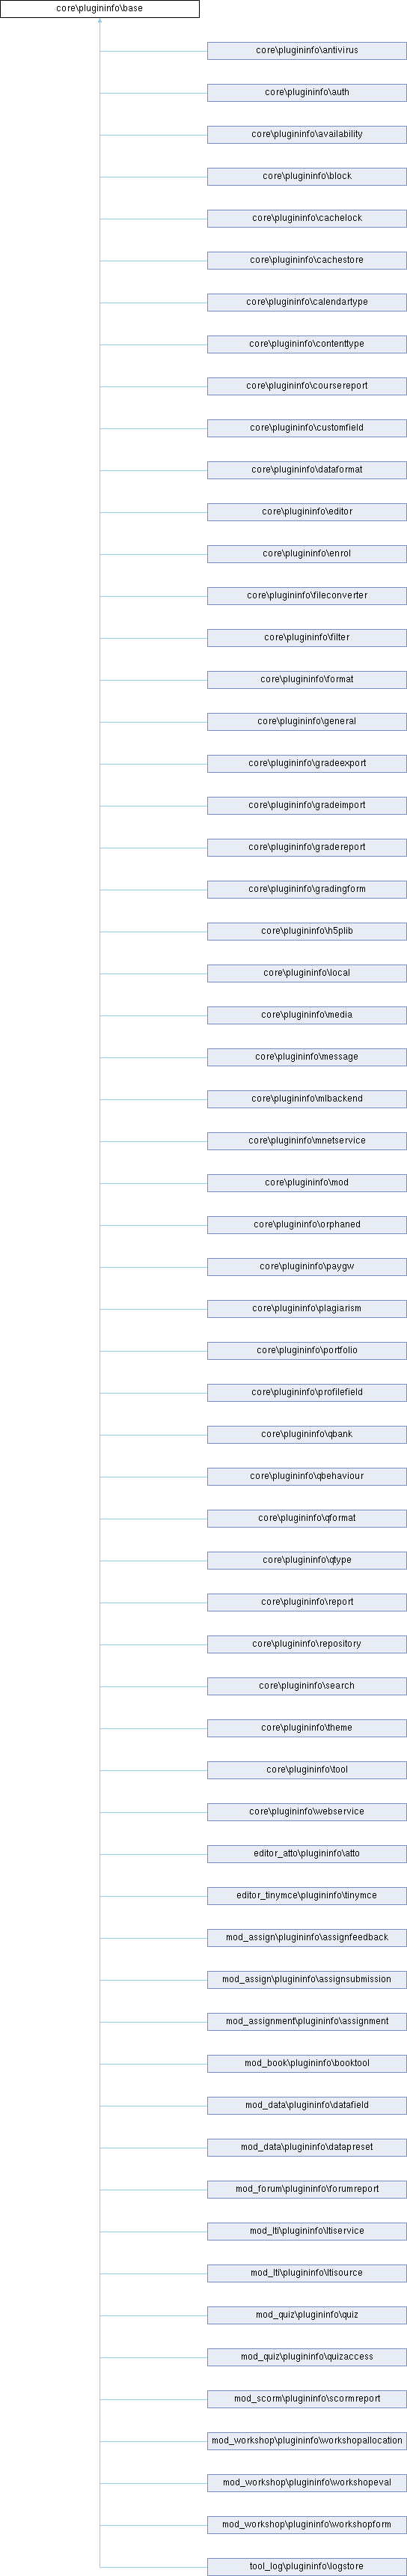 core\plugininfo\base
core\plugininfo\antivirus
core\plugininfo\auth
core\plugininfo\availability
core\plugininfo\block
core\plugininfo\cachelock
core\plugininfo\cachestore
core\plugininfo\calendartype
core\plugininfo\contenttype
core\plugininfo\coursereport
core\plugininfo\customfield
core\plugininfo\dataformat
core\plugininfo\editor
core\plugininfo\enrol
core\plugininfo\fileconverter
core\plugininfo\filter
core\plugininfo\format
core\plugininfo\general
core\plugininfo\gradeexport
core\plugininfo\gradeimport
core\plugininfo\gradereport
core\plugininfo\gradingform
core\plugininfo\h5plib
core\plugininfo\local
core\plugininfo\media
core\plugininfo\message
core\plugininfo\mlbackend
core\plugininfo\mnetservice
core\plugininfo\mod
core\plugininfo\orphaned
core\plugininfo\paygw
core\plugininfo\plagiarism
core\plugininfo\portfolio
core\plugininfo\profilefield
core\plugininfo\qbank
core\plugininfo\qbehaviour
core\plugininfo\qformat
core\plugininfo\qtype
core\plugininfo\report
core\plugininfo\repository
core\plugininfo\search
core\plugininfo\theme
core\plugininfo\tool
core\plugininfo\webservice
editor_atto\plugininfo\atto
editor_tinymce\plugininfo\tinymce
mod_assign\plugininfo\assignfeedback
mod_assign\plugininfo\assignsubmission
mod_assignment\plugininfo\assignment
mod_book\plugininfo\booktool
mod_data\plugininfo\datafield
mod_data\plugininfo\datapreset
mod_forum\plugininfo\forumreport
mod_lti\plugininfo\ltiservice
mod_lti\plugininfo\ltisource
mod_quiz\plugininfo\quiz
mod_quiz\plugininfo\quizaccess
mod_scorm\plugininfo\scormreport
mod_workshop\plugininfo\workshopallocation
mod_workshop\plugininfo\workshopeval
mod_workshop\plugininfo\workshopform
tool_log\plugininfo\logstore